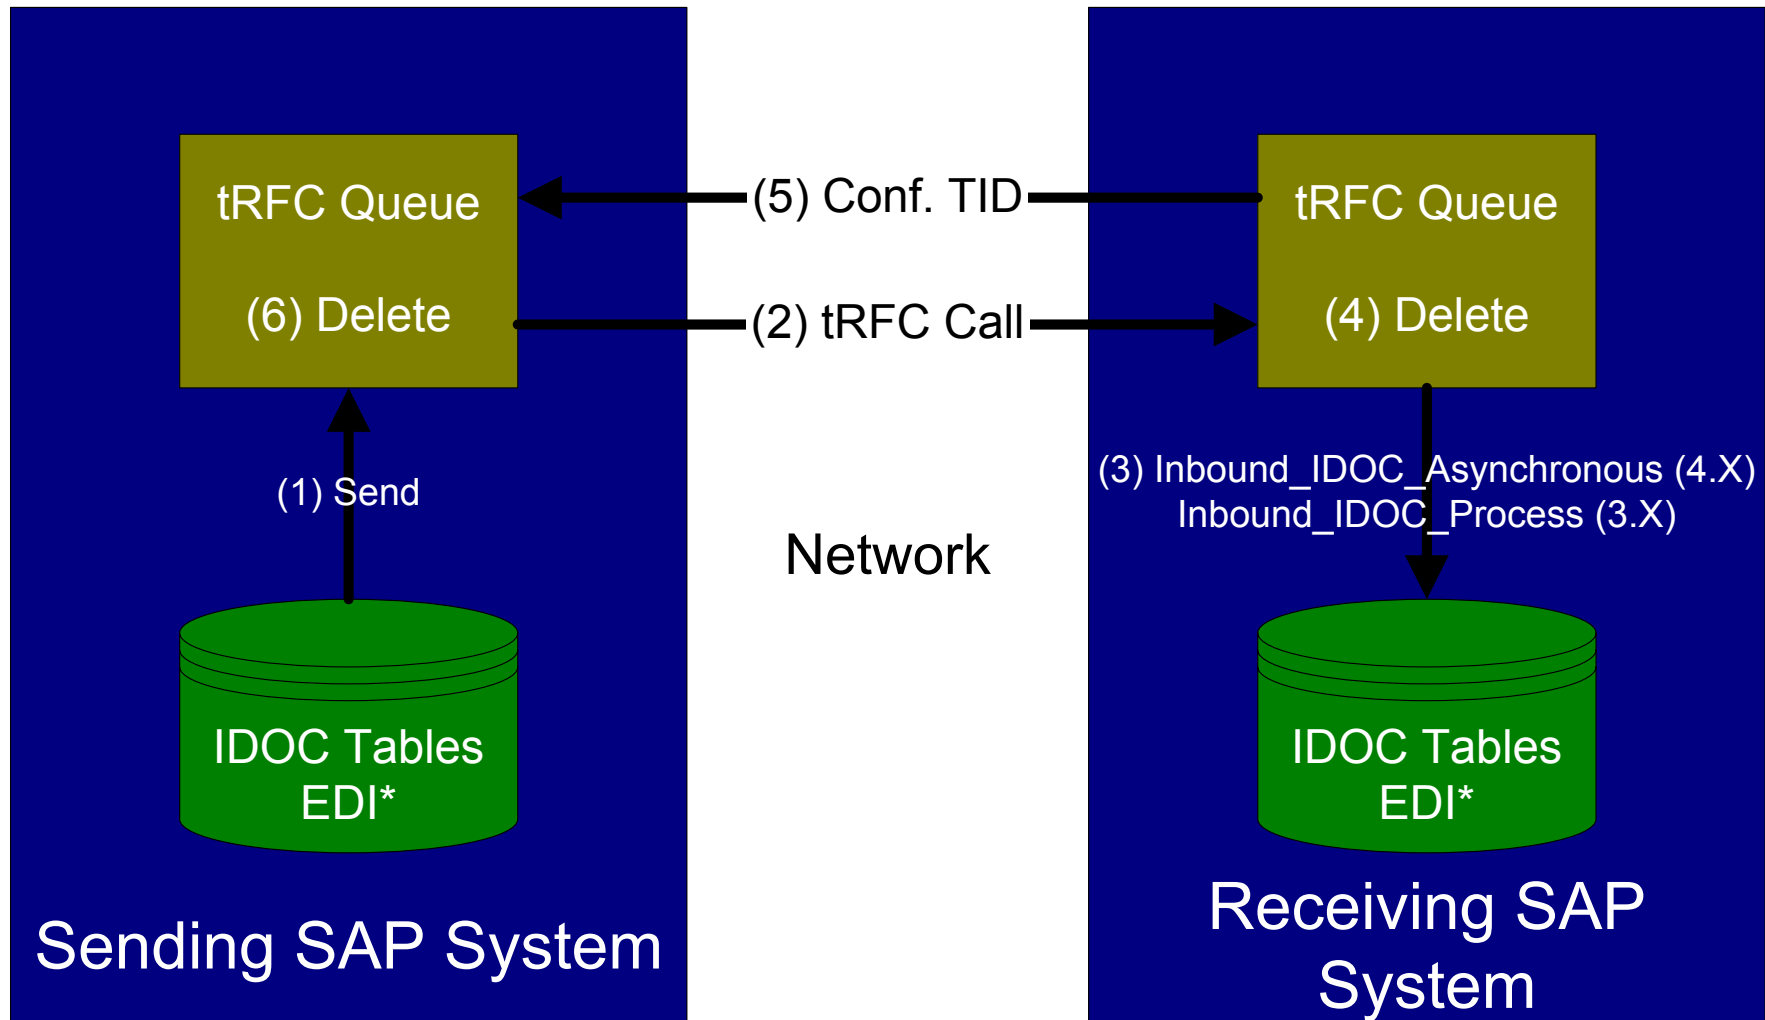 tRFC Queue
(6) Delete
(1) Send
IDOC Tables
EDI*
Sending SAP System
(5) Conf. TID
(2) tRFC Call
Network
tRFC Queue
(4) Delete
(3) Inbound_IDOC_Asynchronous (4.X)
Inbound_IDOC_Process (3.X)
IDOC Tables
EDI*
Receiving SAP
System